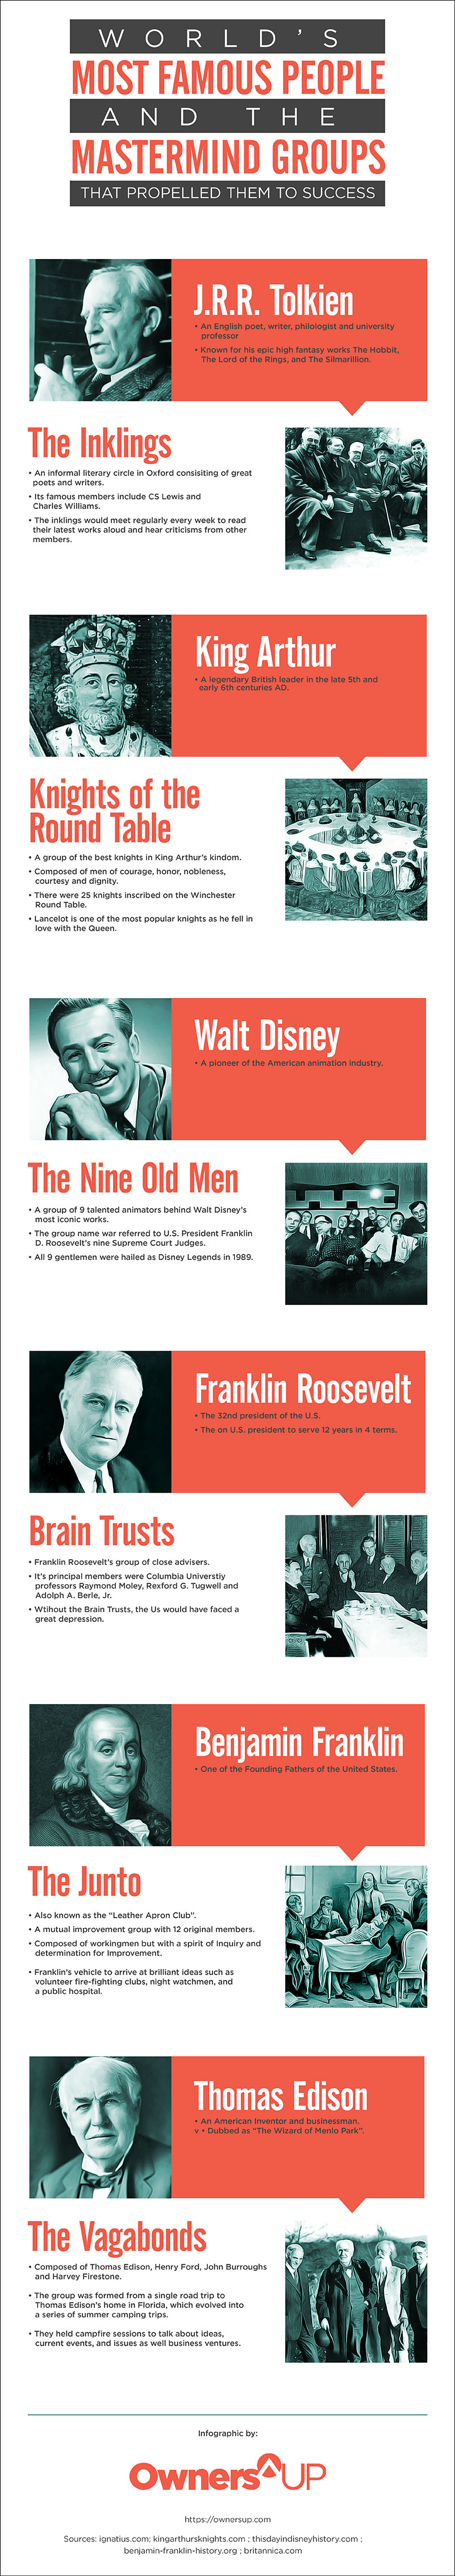 WORLD'S
MOST FAMOUS PEOPLE
AND THE
MASTERMIND GROUPS
THAT PROPELLED THEM TO SUCCESS
J.R.R. Tolkien
• An English poet, writer, philologist and university
professor
• Known for his epic high fantasy works The Hobbit,
The Lord of the Rings, and The Silmarillion.
The Inklings
• An informal literary circle in Oxford consisiting of great
poets and writers.
• Its famous members include CS Lewis and
Charles Williams.
• The inklings would meet regularly every week to read
their latest works aloud and hear criticisms from other
members.
King Arthur
• A legendary British leader in the late 5th and
early 6th centuries AD.
Knights of the
Round Table
• A group of the best knights in King Arthur's kindom.
• Composed of men of courage, honor, nobleness,
courtesy and dignity.
• There were 25 knights inscribed on the Winchester
Round Table.
• Lancelot is one of the most popular knights as he fell in
love with the Queen.
Walt Disney
• A pioneer of the American animation industry.
The Nine Old Men
• A group of 9 talented animators behind Walt Disney's
most iconic works.
• The group name war referred to U.S. President Franklin
D. Roosevelt's nine Supreme Court Judges.
• All 9 gentlemen were hailed as Disney Legends in 1989.
Franklin Roosevelt
• The 32nd president of the U.S.
• The on U.S. president to serve 12 years in 4 terms.
Brain Trusts
• Franklin Roosevelt's group of close advisers.
• It's principal members were Columbia Universtiy
professors Raymond Moley, Rexford G. Tugwell and
Adolph A. Berle, Jr.
• Wtihout the Brain Trusts, the Us would have faced a
great depression.
Benjamin Franklin
• One of the Founding Fathers of the United States.
The Junto
• Also known as the "Leather Apron Club".
• A mutual improvement group with 12 original members.
• Composed of workingmen but with a spirit of Inquiry and
determination for Improvement.
• Franklin's vehicle to arrive at brilliant ideas such as
volunteer fire-fighting clubs, night watchmen, and
a public hospital.
Thomas Edison
• An American Inventor and businessman.
v • Dubbed as "The Wizard of Menlo Park".
The Vagabonds
• Composed of Thomas Edison, Henry Ford, John Burroughs
and Harvey Firestone.
• The group was formed from a single road trip to
Thomas Edison's home in Florida, which evolved into
a series of summer camping trips.
• They held campfire sessions to talk about ideas,
current events, and issues as well business ventures.
Infographic by:
Owners UP
https://ownersup.com
Sources: ignatius.com; kingarthursknights.com ; thisdayindisneyhistory.com ;
benjamin-franklin-history.org ; britannica.com